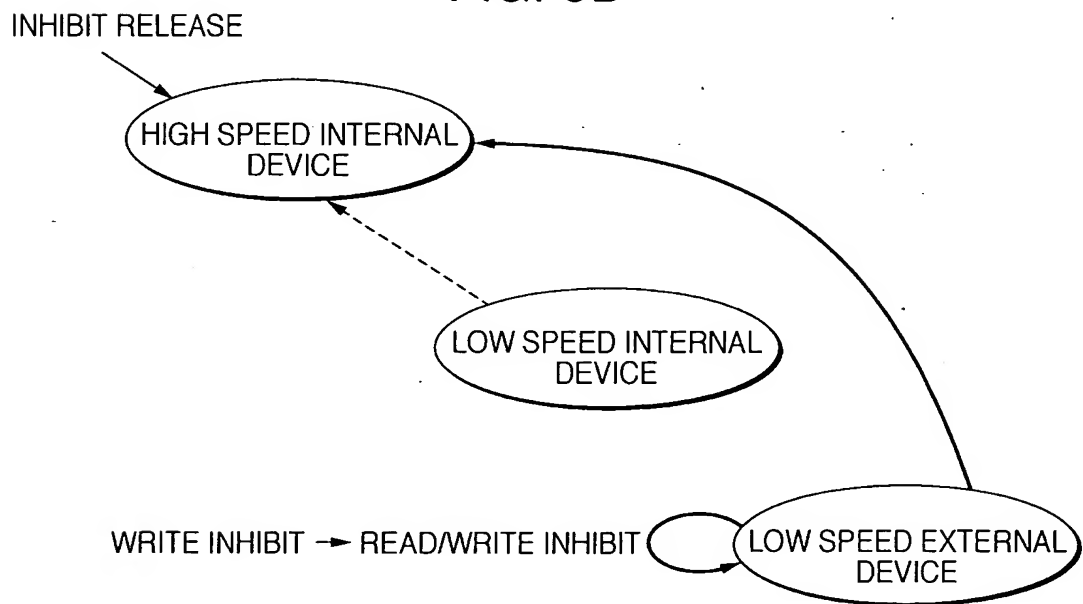 INHIBIT RELEASE
HIGH SPEED INTERNAL
DEVICE
LOW SPEED INTERNAL
DEVICE
WRITE INHIBIT → READ/WRITE INHIBIT
LOW SPEED EXTERNAL
DEVICE